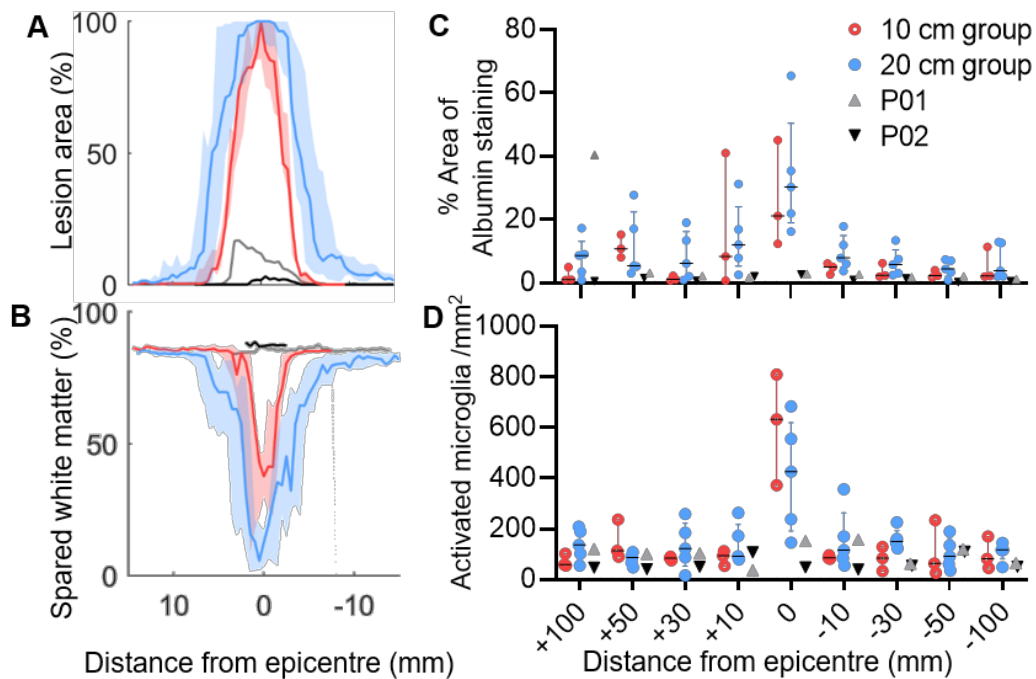 A
Lesion area (%)
100
50
0
B
Spared white matter (%)
100
50
0
10 0 -10
Distance from epicentre (mm)
C
% Area of
Albumin staining
80
60
40
20
0
10 cm group
20 cm group
P01
P02
D
Activated microglia /mm²
1000
800
600
400
200
0
+100 +50 +30 +10 0 -10 -30 -50 -100
Distance from epicentre (mm)